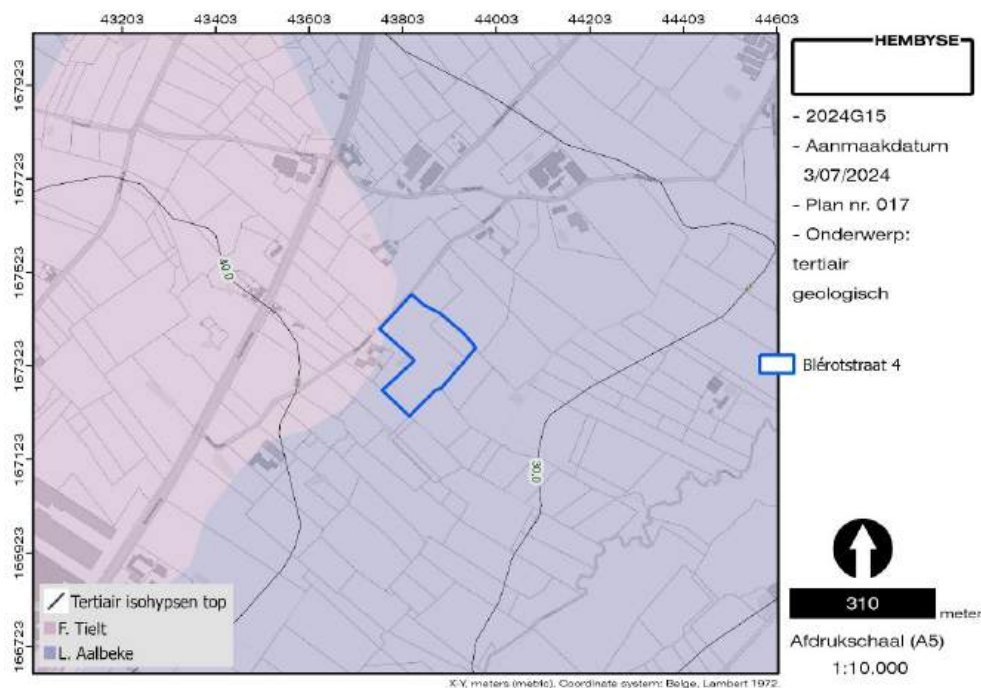 43203 43403 43603 43803 44003 44203 44403 44603
167923
167723
167523
167323
167123
166923
166723
40.0
30.0
Tertiair isohypsen top
F. Tielt
L. Aalbeke
X-Y, meters (metric). Coordinate system: Belge, Lambert 1972.
HEMBYSE
- 2024G15
- Aanmaakdatum
3/07/2024
- Plan nr. 017
- Onderwerp:
tertiair
geologisch
Blérotstraat 4
310 meter
Afdrukschaal (A5)
1:10.000